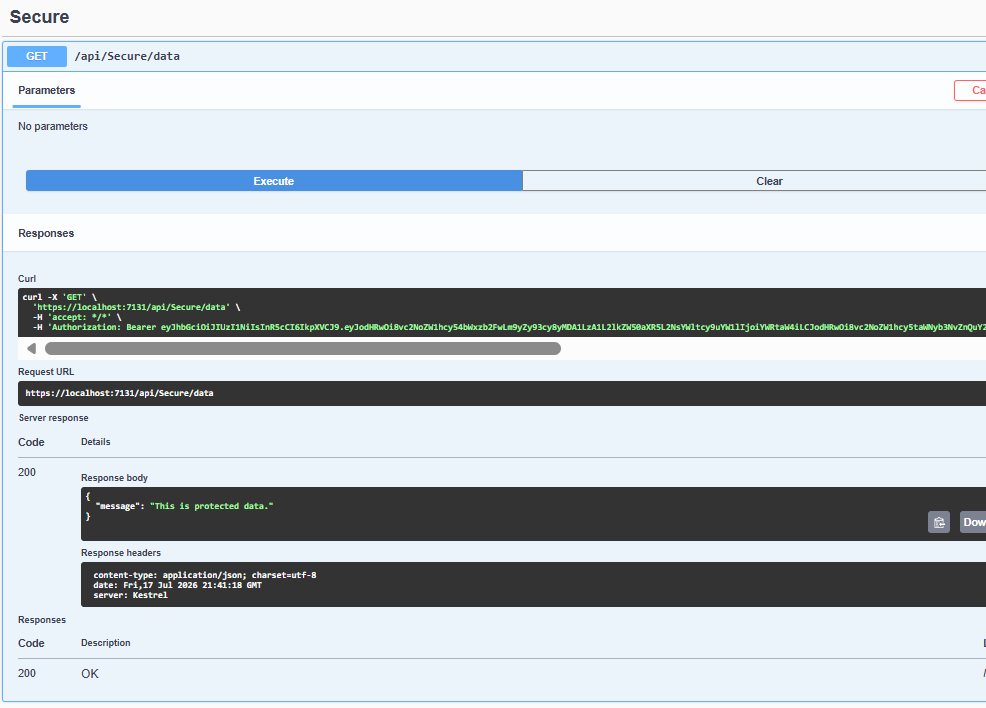 Secure
GET /api/Secure/data
Parameters
No parameters
Execute Clear
Responses
Curl
curl -X 'GET' \
'https://localhost:7131/api/Secure/data' \
-H 'accept: */*' \
-H 'Authorization: Bearer
Request URL
https://localhost:7131/api/Secure/data
Server response
Code Details
200
Response body
{
"message": "This is protected data."
}
Response headers
content-type: application/json; charset=utf-8
date: Fri,17 Jul 2026 21:41:18 GMT
server: Kestrel
Responses
Code Description
200 OK